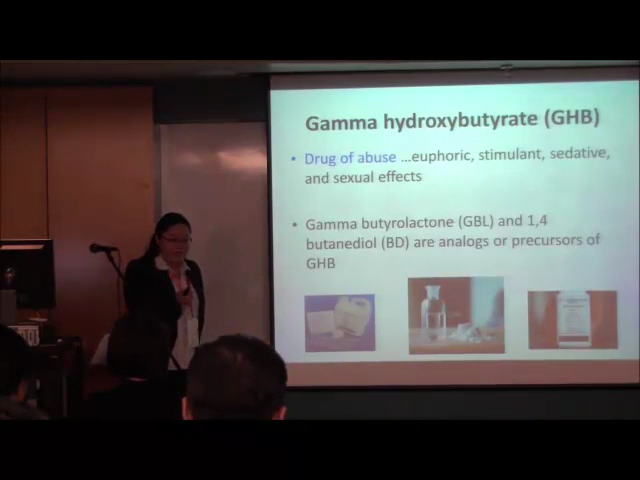 Gamma hydroxybutyrate (GHB)
• Drug of abuse ...euphoric, stimulant, sedative,
and sexual effects
• Gamma butyrolactone (GBL) and 1,4
butanediol (BD) are analogs or precursors of
GHB